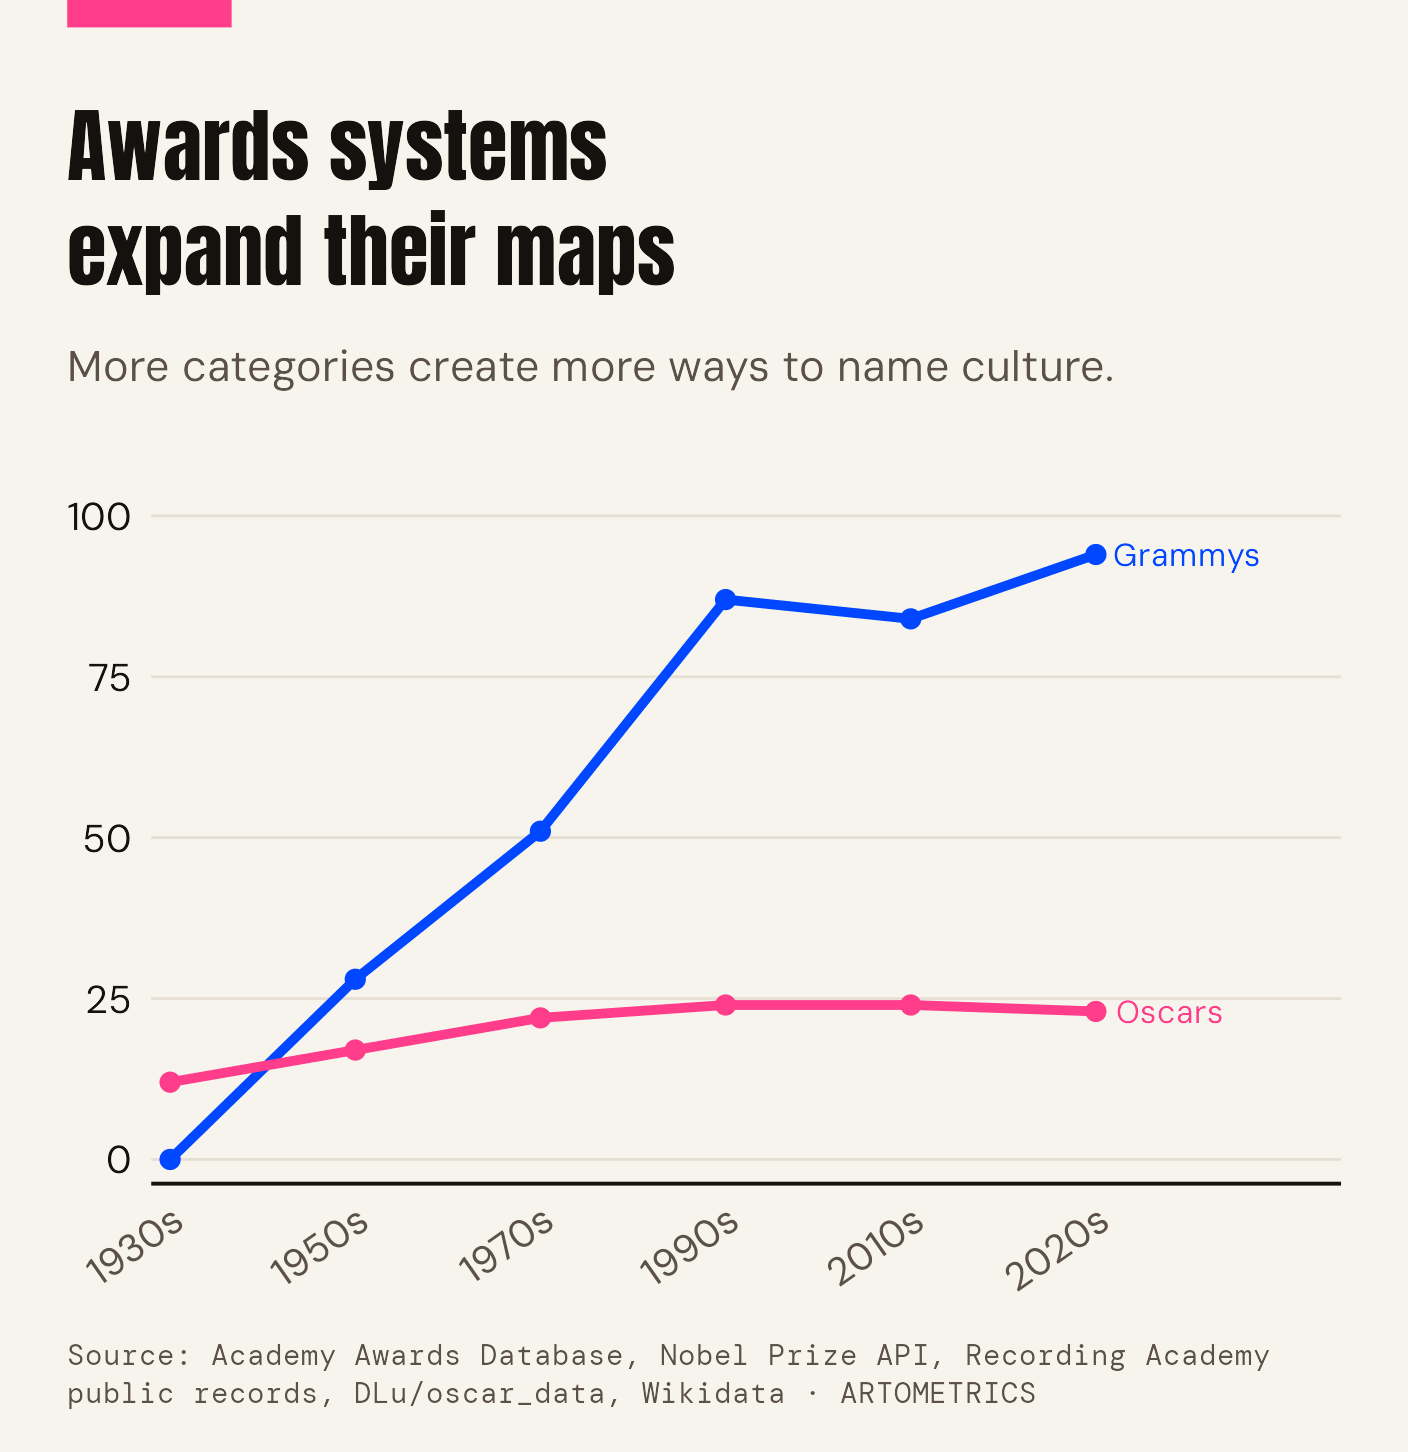 Awards systems
expand their maps
More categories create more ways to name culture.
100
75
50
25
0
Grammys
Oscars
1930s
1950s
1970s
1990s
2010s
2020s
Source: Academy Awards Database, Nobel Prize API, Recording Academy
public records, DLu/oscar_data, Wikidata · ARTOMETRICS